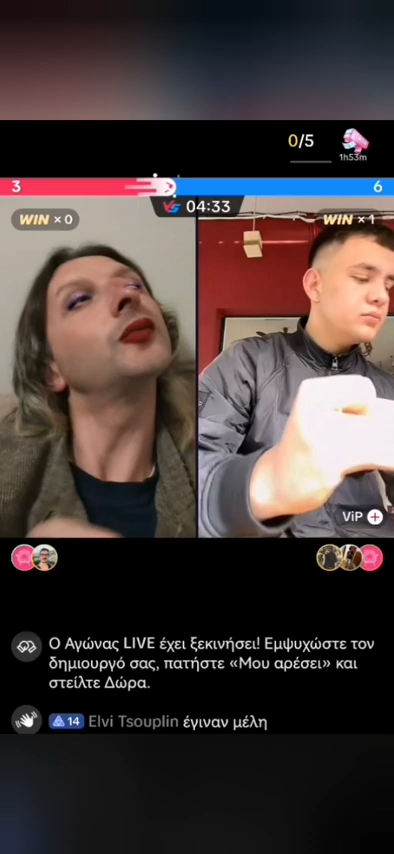 0/5
1h53m
3
VS 04:33
6
WIN × 0
WIN × 1
ViP +
Ο Αγώνας LIVE έχει ξεκινήσει! Εμψυχώστε τον
δημιουργό σας, πατήστε «Μου αρέσει» και
στείλτε Δώρα.
14 Elvi Tsouplin έγιναν μέλη